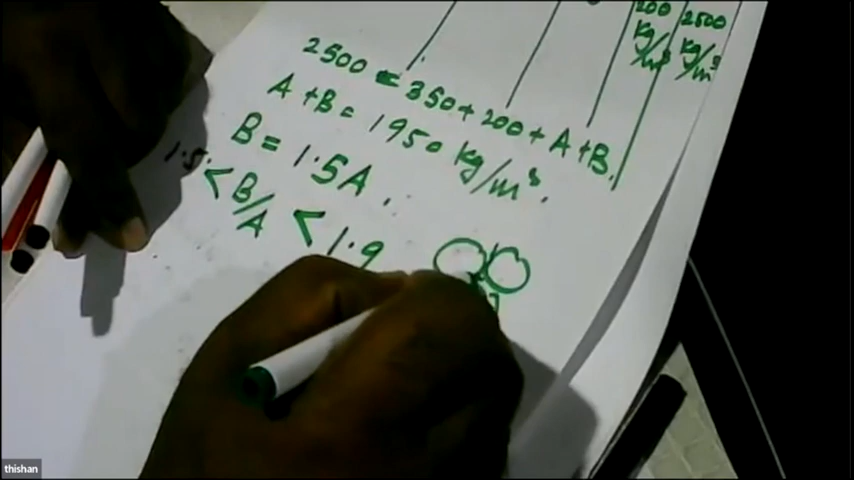 200 kg/m³ 2500 kg/m³
2500 = 350 + 200 + A + B.
A + B = 1950 kg/m³.
B = 1.5A.
1.5. < B/A < 1.9
thishan